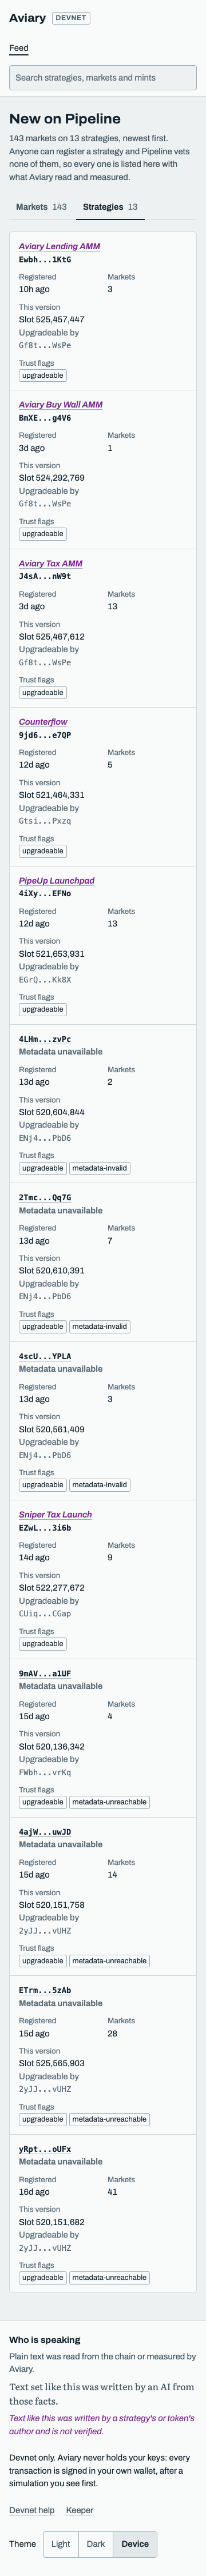 Aviary DEVNET
Feed
Search strategies, markets and mints
New on Pipeline
143 markets on 13 strategies, newest first.
Anyone can register a strategy and Pipeline vets
none of them, so every one is listed here with
what Aviary read and measured.
Markets 143 Strategies 13
Aviary Lending AMM
Ewbh...1KtG
Registered Markets
10h ago 3
This version
Slot 525,457,447
Upgradeable by
Gf8t...WsPe
Trust flags
upgradeable
Aviary Buy Wall AMM
BmXE...g4V6
Registered Markets
3d ago 1
This version
Slot 524,292,769
Upgradeable by
Gf8t...WsPe
Trust flags
upgradeable
Aviary Tax AMM
J4sA...nW9t
Registered Markets
3d ago 13
This version
Slot 525,467,612
Upgradeable by
Gf8t...WsPe
Trust flags
upgradeable
Counterflow
9jd6...e7QP
Registered Markets
12d ago 5
This version
Slot 521,464,331
Upgradeable by
Gtsi...Pxzq
Trust flags
upgradeable
PipeUp Launchpad
4iXy...EFNo
Registered Markets
12d ago 13
This version
Slot 521,653,931
Upgradeable by
EGrQ...Kk8X
Trust flags
upgradeable
4LHm...zvPc
Metadata unavailable
Registered Markets
13d ago 2
This version
Slot 520,604,844
Upgradeable by
ENj4...PbD6
Trust flags
upgradeable metadata-invalid
2Tmc...Qq7G
Metadata unavailable
Registered Markets
13d ago 7
This version
Slot 520,610,391
Upgradeable by
ENj4...PbD6
Trust flags
upgradeable metadata-invalid
4scU...YPLA
Metadata unavailable
Registered Markets
13d ago 3
This version
Slot 520,561,409
Upgradeable by
ENj4...PbD6
Trust flags
upgradeable metadata-invalid
Sniper Tax Launch
EZwL...3i6b
Registered Markets
14d ago 9
This version
Slot 522,277,672
Upgradeable by
CUiq...CGap
Trust flags
upgradeable
9mAV...a1UF
Metadata unavailable
Registered Markets
15d ago 4
This version
Slot 520,136,342
Upgradeable by
FWbh...vrKq
Trust flags
upgradeable metadata-unreachable
4ajW...uwJD
Metadata unavailable
Registered Markets
15d ago 14
This version
Slot 520,151,758
Upgradeable by
2yJJ...vUHZ
Trust flags
upgradeable metadata-unreachable
ETrm...5zAb
Metadata unavailable
Registered Markets
15d ago 28
This version
Slot 525,565,903
Upgradeable by
2yJJ...vUHZ
Trust flags
upgradeable metadata-unreachable
yRpt...oUFx
Metadata unavailable
Registered Markets
16d ago 41
This version
Slot 520,151,682
Upgradeable by
2yJJ...vUHZ
Trust flags
upgradeable metadata-unreachable
Who is speaking
Plain text was read from the chain or measured by
Aviary.
Text set like this was written by an AI from
those facts.
Text like this was written by a strategy's or token's
author and is not verified.
Devnet only. Aviary never holds your keys: every
transaction is signed in your own wallet, after a
simulation you see first.
Devnet help Keeper
Theme Light Dark Device